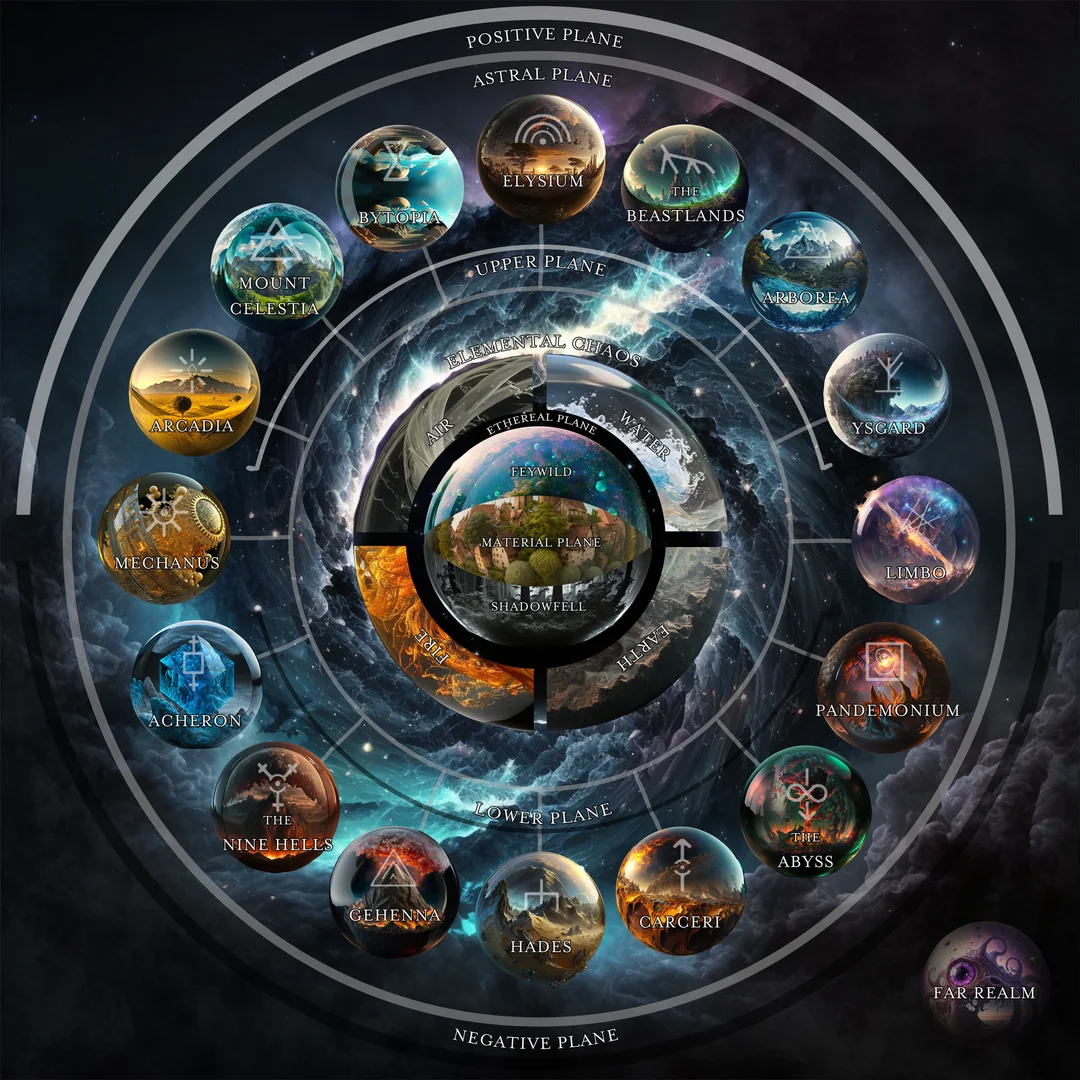 POSITIVE PLANE
ASTRAL PLANE
ELYSIUM
BYTOPIA
THE
BEASTLANDS
MOUNT
CELESTIA
UPPER PLANE
ARBOREA
ELEMENTAL CHAOS
ARCADIA
AIR
ETHEREAL PLANE
WATER
YSGARD
FEYWILD
MECHANUS
MATERIAL PLANE
LIMBO
SHADOWFELL
FIRE
EARTH
ACHERON
PANDEMONIUM
LOWER PLANE
THE
NINE HELLS
THE
ABYSS
GEHENNA
HADES
CARCERI
FAR REALM
NEGATIVE PLANE